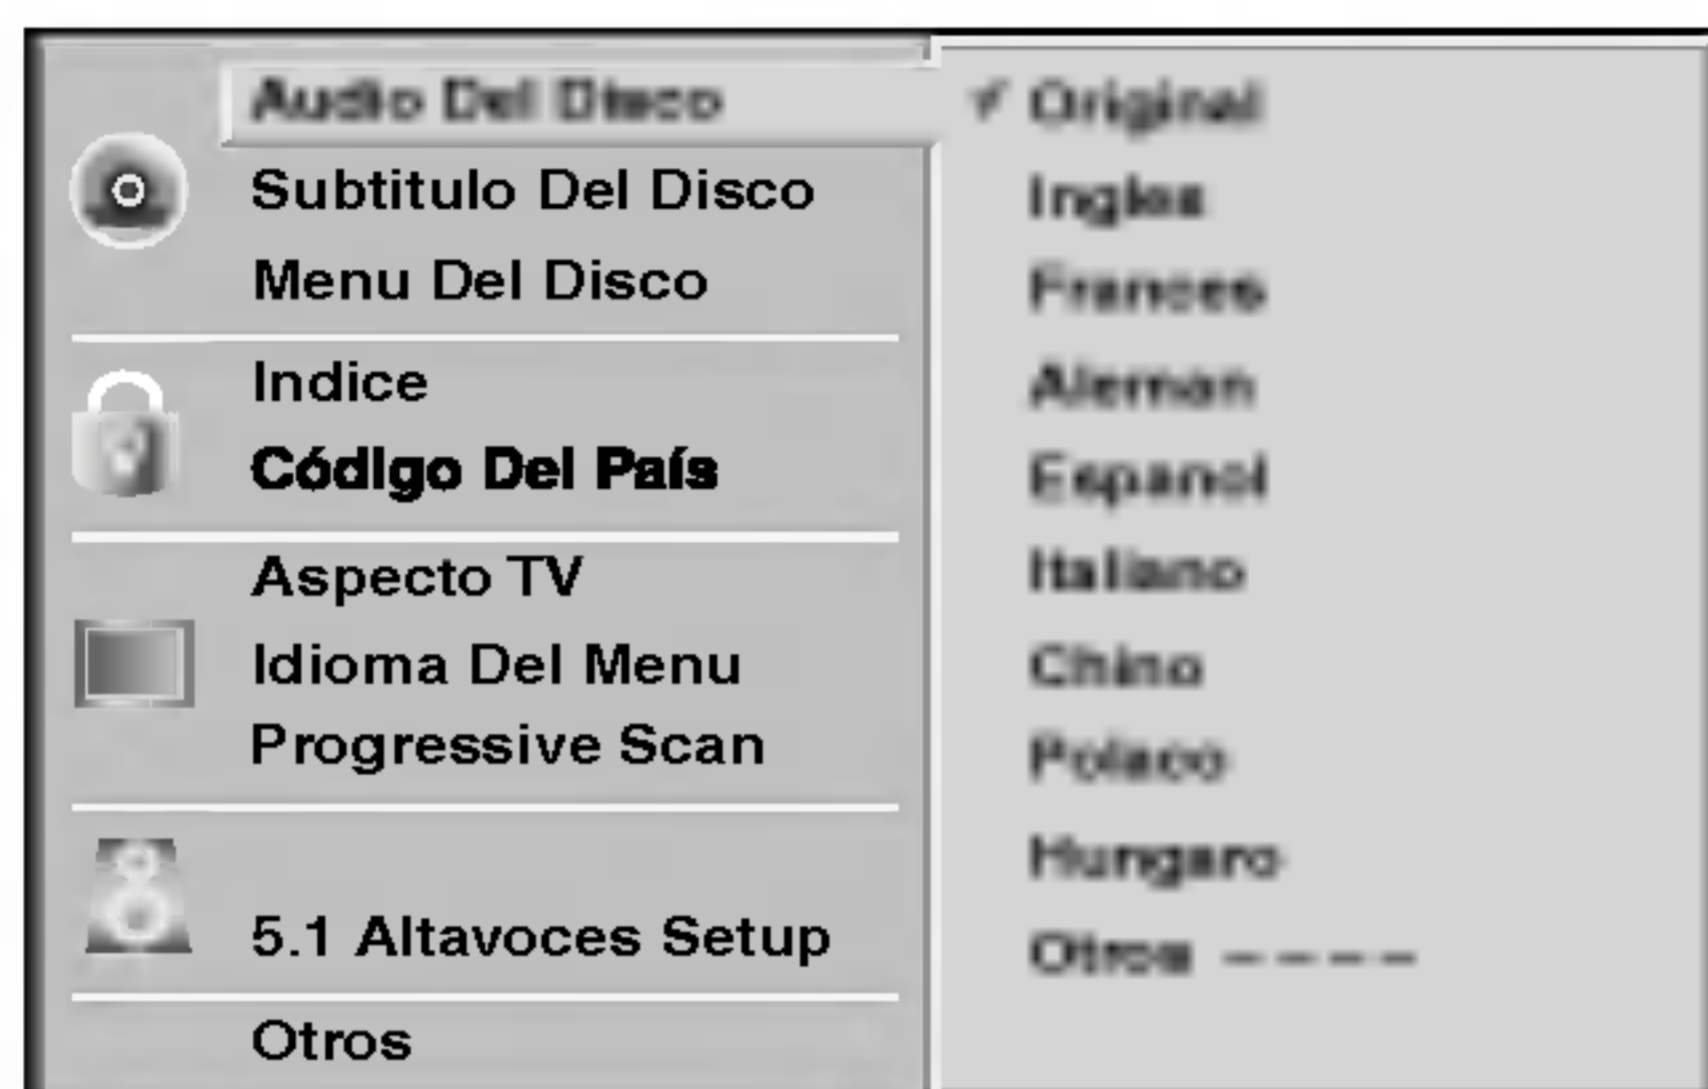 Audio Del Disco
Subtitulo Del Disco
Menu Del Disco
Indice
Código Del País
Aspecto TV
Idioma Del Menu
Progressive Scan
5.1 Altavoces Setup
Otros
✓ Original
Ingles
Frances
Aleman
Espanol
Italiano
Chino
Polaco
Hungaro
Otros – – – –